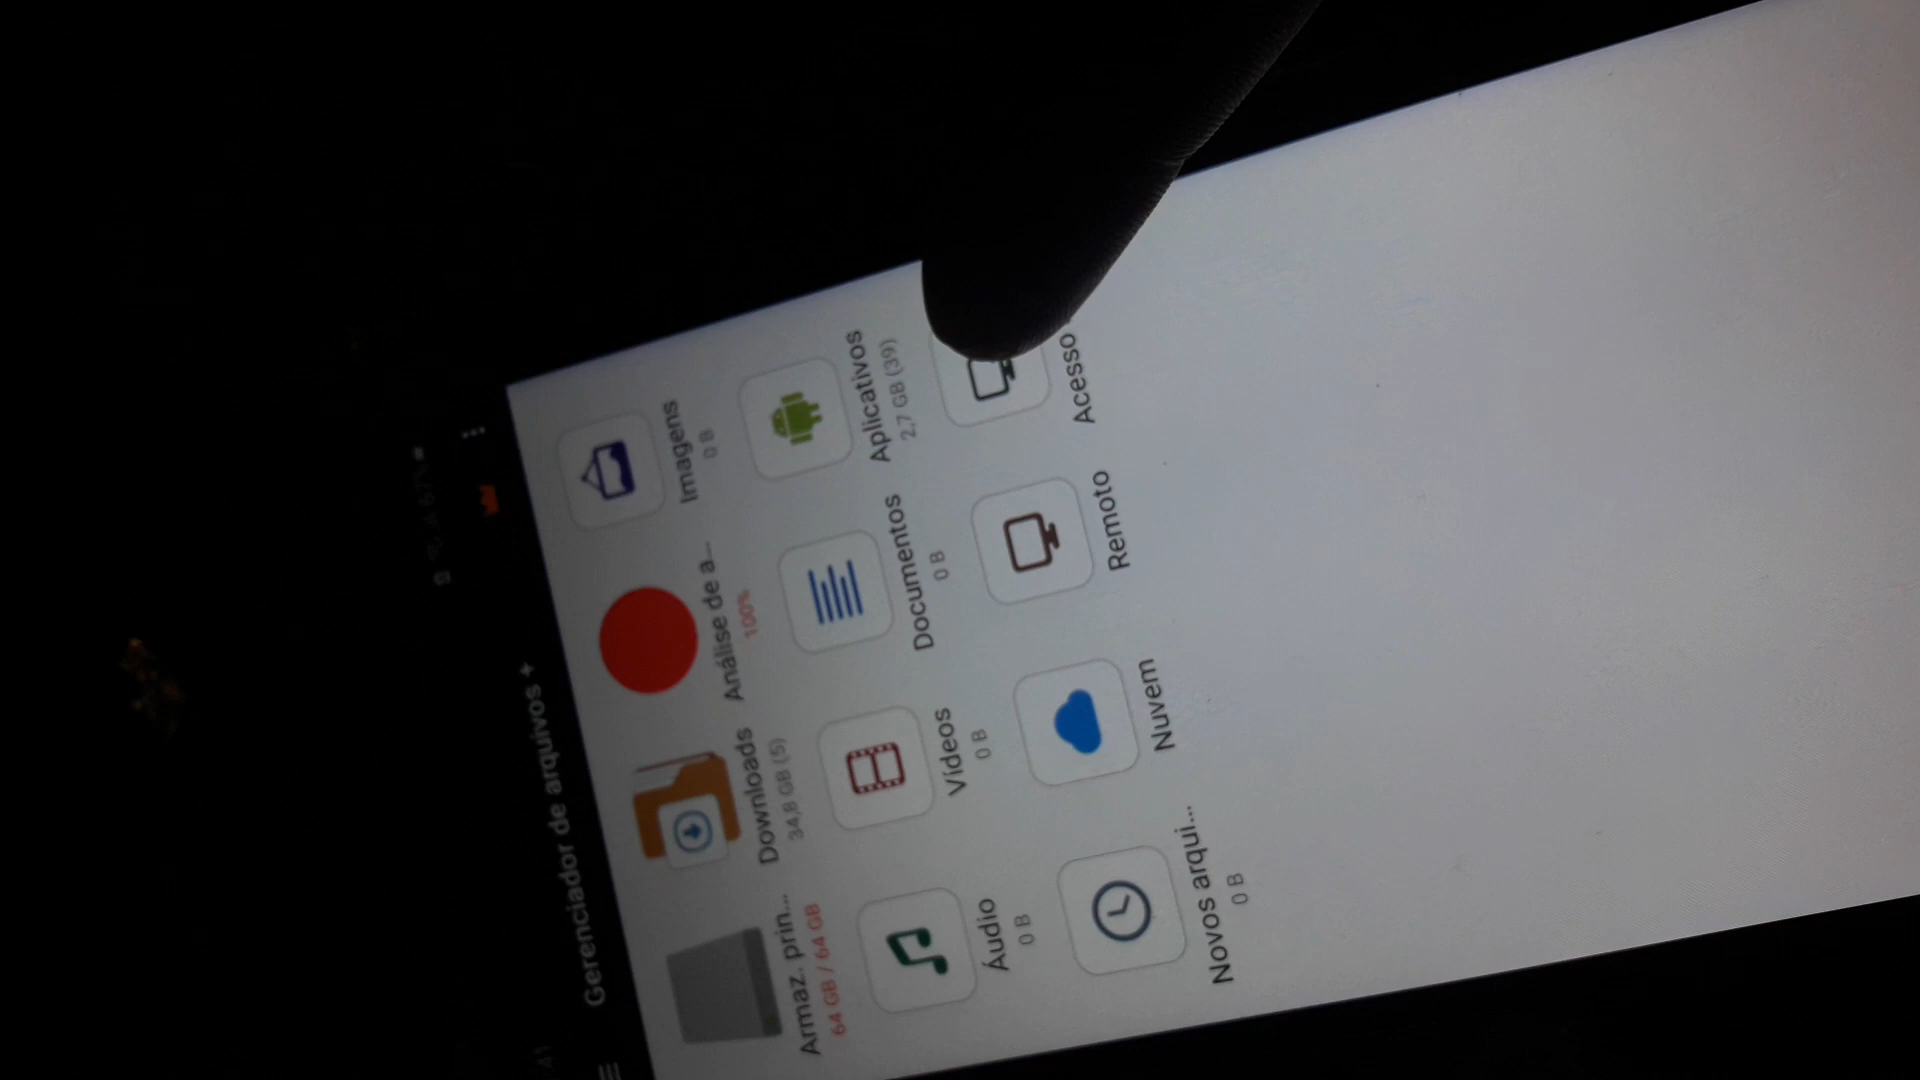 Gerenciador de arquivos +
Armaz. prin...
64 GB / 64 GB
Downloads
34,8 GB (5)
Análise de a...
100%
Imagens
0 B
Áudio
0 B
Vídeos
0 B
Documentos
0 B
Aplicativos
2,7 GB (39)
Novos arqui...
0 B
Nuvem
Remoto
Acesso